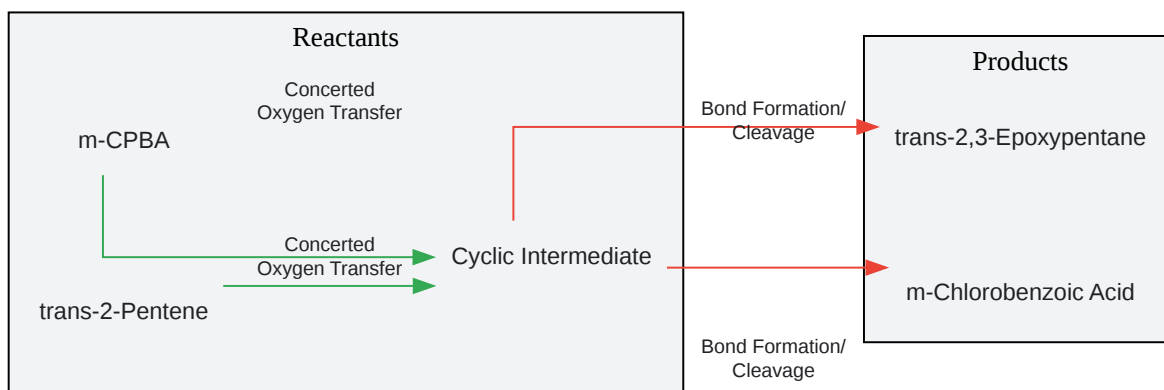 Reactants
Concerted
Oxygen Transfer
m-CPBA
Concerted
Oxygen Transfer
trans-2-Pentene
Cyclic Intermediate
Bond Formation/
Cleavage
Bond Formation/
Cleavage
Products
trans-2,3-Epoxypentane
m-Chlorobenzoic Acid